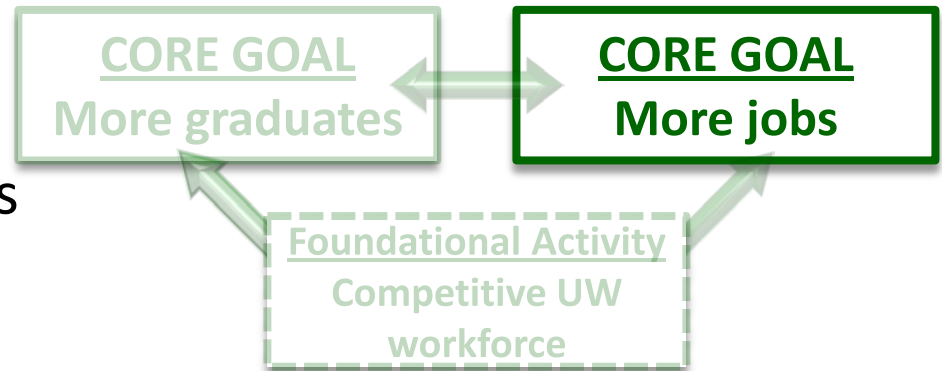 CORE GOAL
More graduates
CORE GOAL
More jobs
s
Foundational Activity
Competitive UW
workforce